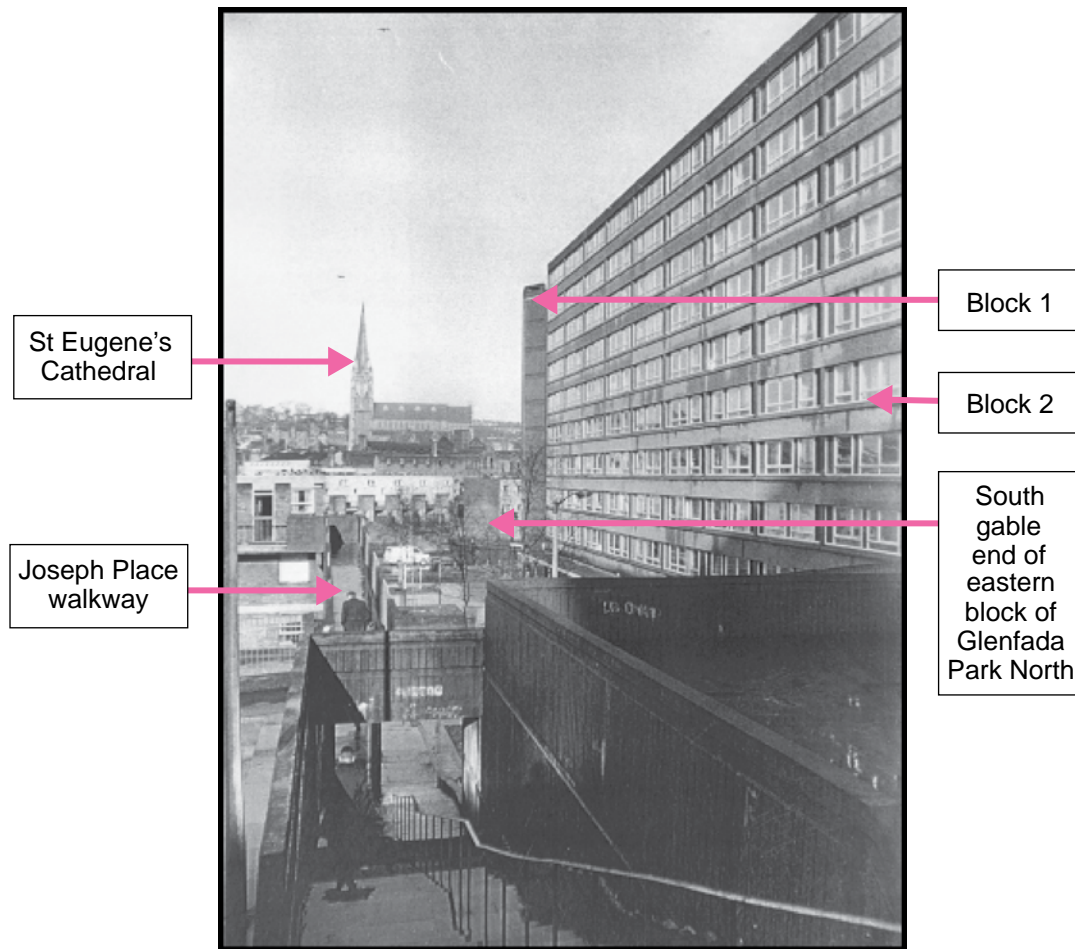 St Eugene's
Cathedral
Joseph Place
walkway
Block 1
Block 2
South
gable
end of
eastern
block of
Glenfada
Park North